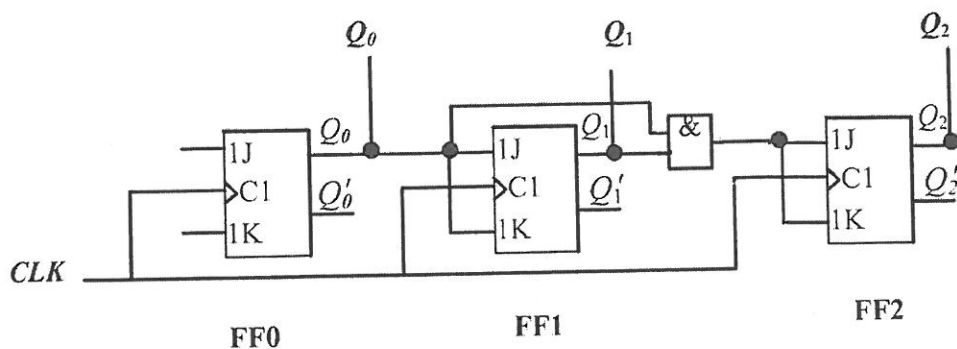 Q0 Q1 Q2
Q0 Q1 & Q2
1J 1J 1J
C1 C1 C1
Q0' Q1' Q2'
1K 1K 1K
CLK
FF0 FF1 FF2